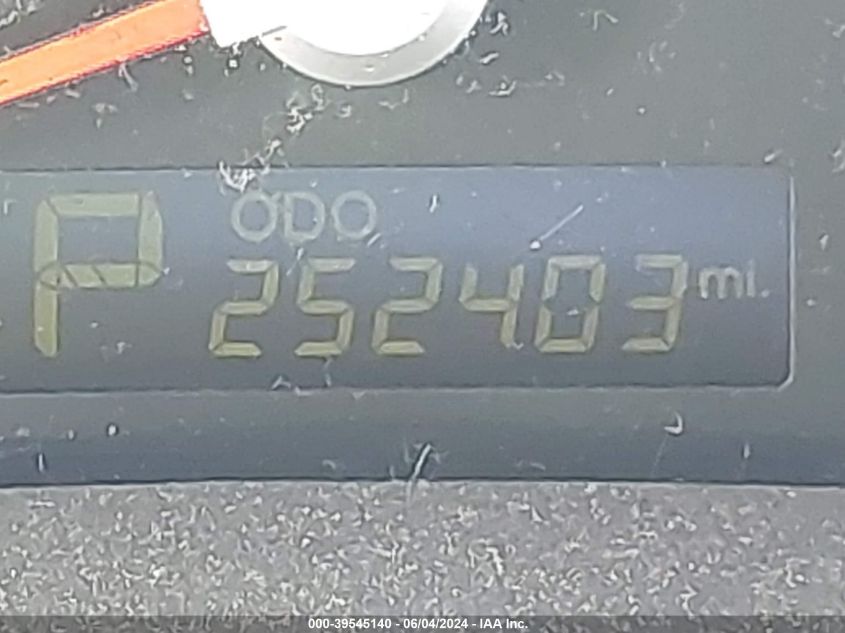 P ODO
252403 mi.
000-39545140 - 06/04/2024 - IAA Inc.